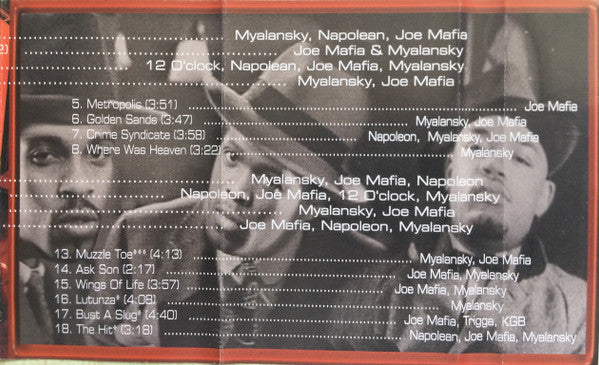 Myalansky, Napolean, Joe Mafia
2) Joe Mafia & Myalansky
12 O'clock, Napolean, Joe Mafia, Myalansky
Myalansky, Joe Mafia
5. Metropolis (3:51) Joe Mafia
6. Golden Sands (3:47) Myalansky, Joe Mafia
7. Crime Syndicate (3:58) Napoleon, Myalansky, Joe Mafia
8. Where Was Heaven (3:22) Myalansky
Myalansky, Joe Mafia, Napoleon
Napoleon, Joe Mafia, 12 O'clock, Myalansky
Myalansky, Joe Mafia
Joe Mafia, Napoleon, Myalansky
13. Muzzle Toe*** (4:13) Myalansky, Joe Mafia
14. Ask Son (2:17) Joe Mafia, Myalansky
15. Wings Of Life (3:57) Joe Mafia, Myalansky
16. Lutunza* (4:08) Myalansky
17. Bust A Slug* (4:40) Joe Mafia, Trigga, KGB
18. The Hit* (3:18) Napolean, Joe Mafia, Myalansky